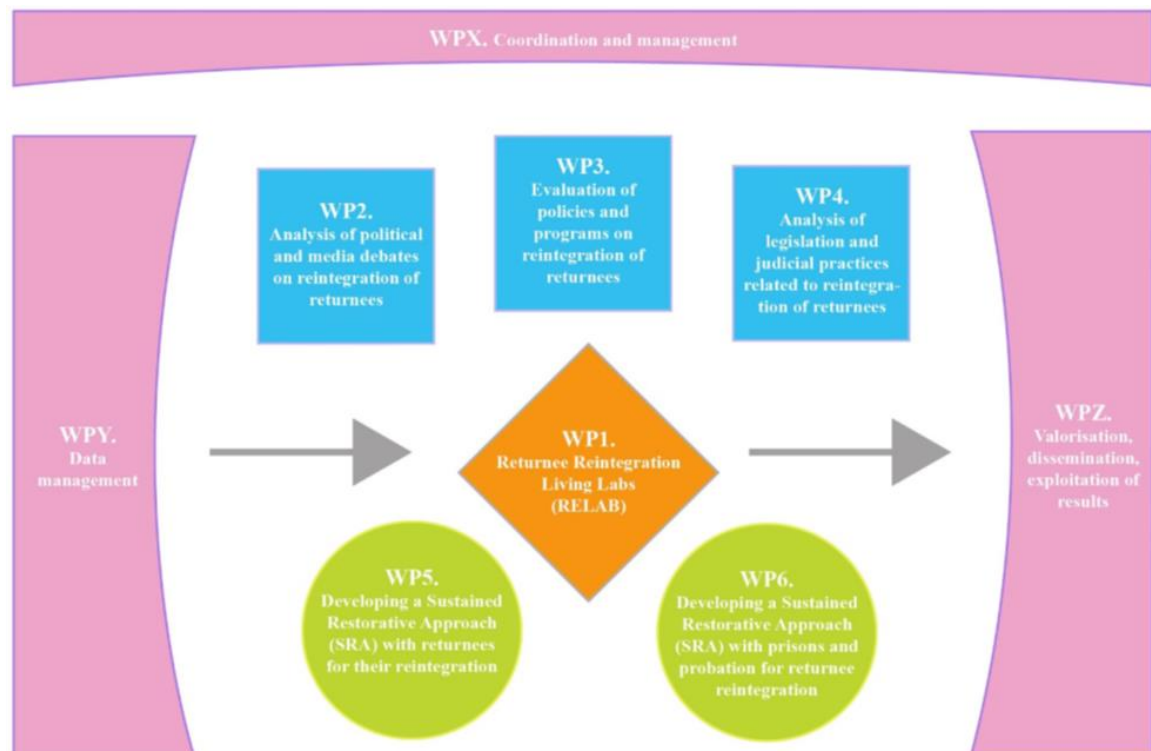 WPX. Coordination and management
WP3.
Evaluation of
policies and
programs on
reintegration of
returnees
WP2.
Analysis of political
and media debates
on reintegration of
returnees
WP4.
Analysis of
legislation and
judicial practices
related to reintegra-
tion of returnees
WPY.
Data
management
WP1.
Returnee Reintegration
Living Labs
(RELAB)
WPZ.
Valorisation,
dissemination,
exploitation of
results
WP5.
Developing a Sustained
Restorative Approach
(SRA) with returnees
for their reintegration
WP6.
Developing a Sustained
Restorative Approach
(SRA) with prisons and
probation for returnee
reintegration